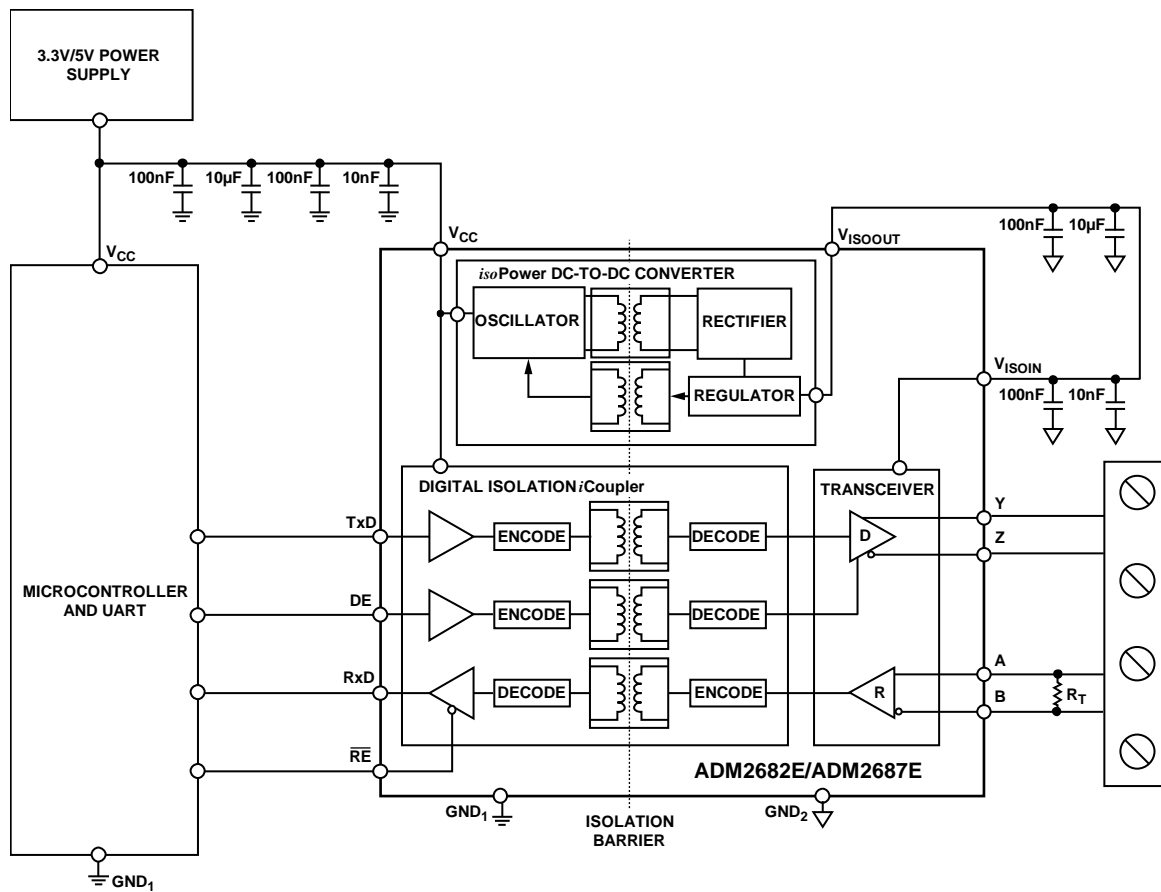 3.3V/5V POWER
SUPPLY
100nF
10µF
100nF
10nF
100nF
10µF
VCC
VCC
VISOOUT
isoPower DC-TO-DC CONVERTER
OSCILLATOR
RECTIFIER
REGULATOR
VISOIN
100nF
10nF
DIGITAL ISOLATION iCoupler
TRANSCEIVER
Y
TxD
ENCODE
DECODE
D
Z
MICROCONTROLLER
AND UART
DE
ENCODE
DECODE
RxD
DECODE
ENCODE
R
A
B
RT
RE
ADM2682E/ADM2687E
GND1
ISOLATION
BARRIER
GND2
GND1